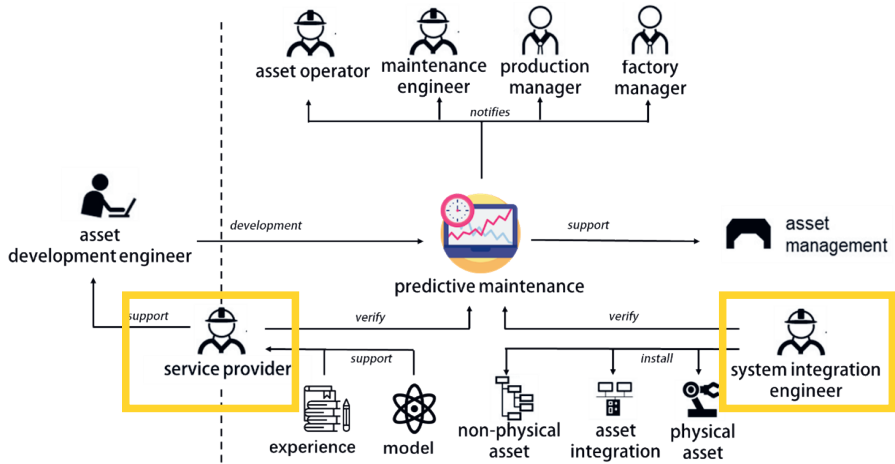 asset operator
maintenance
engineer
production
manager
factory
manager
notifies
asset
development engineer
development
predictive maintenance
support
asset
management
support
service provider
verify
verify
support
install
system integration
engineer
experience
model
non-physical
asset
asset
integration
physical
asset